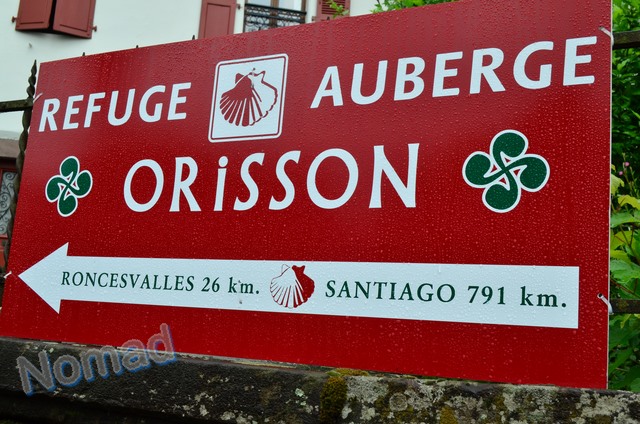 REFUGE AUBERGE
ORiSSON
RONCESVALLES 26 km. SANTIAGO 791 km.
Nomad